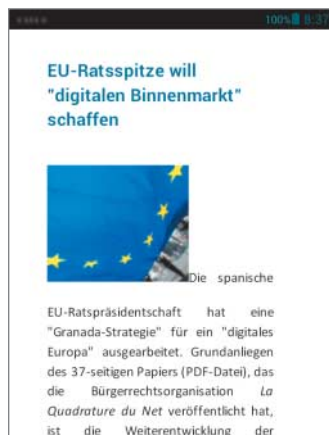 100% 8:37
EU-Ratsspitze will
"digitalen Binnenmarkt"
schaffen
Die spanische
EU-Ratspräsidentschaft hat eine
"Granada-Strategie" für ein "digitales
Europa" ausgearbeitet. Grundanliegen
des 37-seitigen Papiers (PDF-Datei), das
die Bürgerrechtsorganisation La
Quadrature du Net veröffentlicht hat,
ist die Weiterentwicklung der